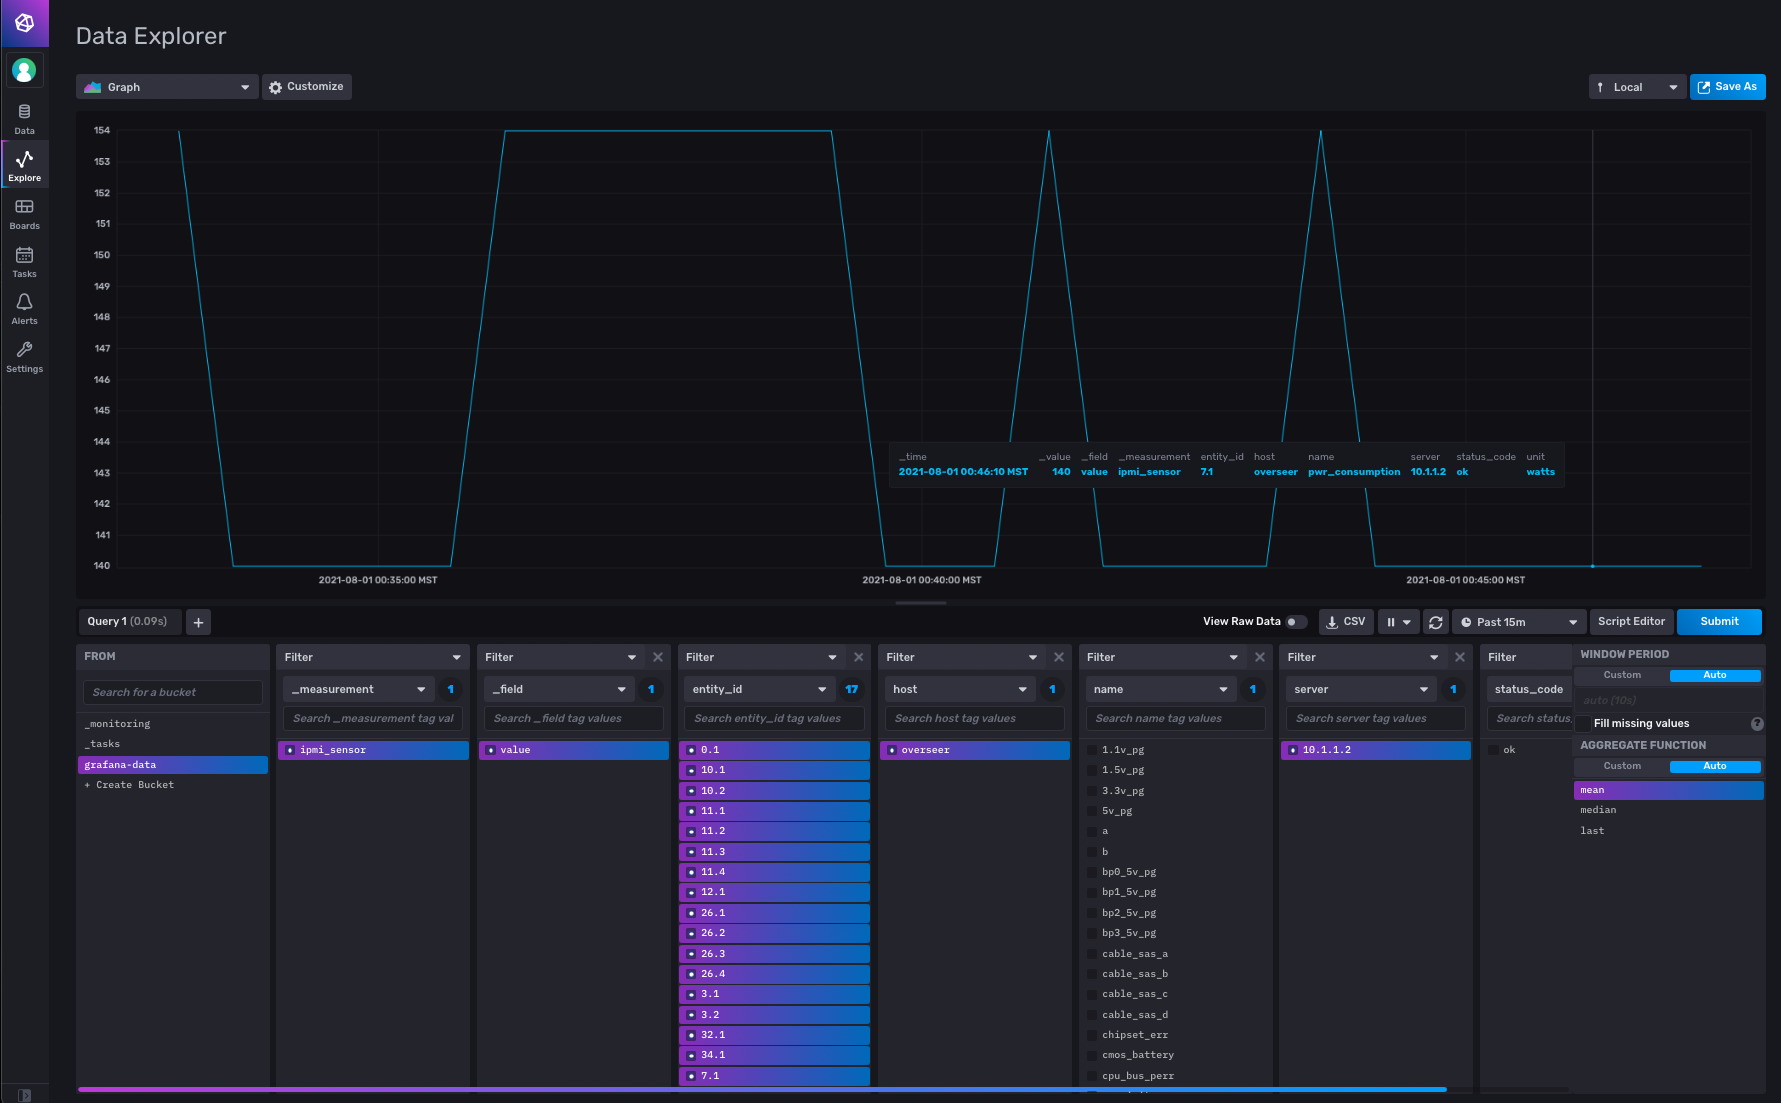 Data Explorer
Graph
Customize
Local
Save As
Data
Explore
Boards
Tasks
Alerts
Settings
154
153
152
151
150
149
148
147
146
145
144
143
142
141
140
2021-08-01 00:35:00 MST
2021-08-01 00:40:00 MST
2021-08-01 00:45:00 MST
_time _value _field _measurement entity_id host name server status_code unit
2021-08-01 00:46:10 MST 140 value ipmi_sensor 7.1 overseer pwr_consumption 10.1.1.2 ok watts
Query 1 (0.09s)
+
View Raw Data
CSV
Past 15m
Script Editor
Submit
FROM
Search for a bucket
_monitoring
_tasks
grafana-data
+ Create Bucket
Filter
_measurement 1
Search _measurement tag val
ipmi_sensor
Filter
_field 1
Search _field tag values
value
Filter
entity_id 17
Search entity_id tag values
0.1
10.1
10.2
11.1
11.2
11.3
11.4
12.1
26.1
26.2
26.3
26.4
3.1
3.2
32.1
34.1
7.1
Filter
host 1
Search host tag values
overseer
Filter
name 1
Search name tag values
1.1v_pg
1.5v_pg
3.3v_pg
5v_pg
a
b
bp0_5v_pg
bp1_5v_pg
bp2_5v_pg
bp3_5v_pg
cable_sas_a
cable_sas_b
cable_sas_c
cable_sas_d
chipset_err
cmos_battery
cpu_bus_perr
Filter
server 1
Search server tag values
10.1.1.2
Filter
status_code
Search status_
ok
WINDOW PERIOD
Custom Auto
auto (10s)
Fill missing values ?
AGGREGATE FUNCTION
Custom Auto
mean
median
last